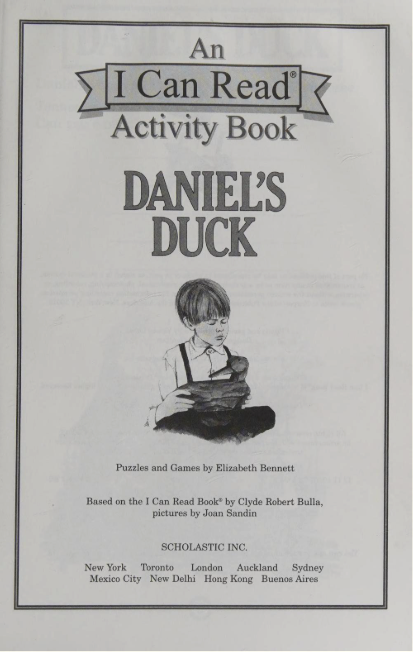 An
I Can Read®
Activity Book
DANIEL'S
DUCK
Puzzles and Games by Elizabeth Bennett
Based on the I Can Read Book® by Clyde Robert Bulla,
pictures by Joan Sandin
SCHOLASTIC INC.
New York Toronto London Auckland Sydney
Mexico City New Delhi Hong Kong Buenos Aires